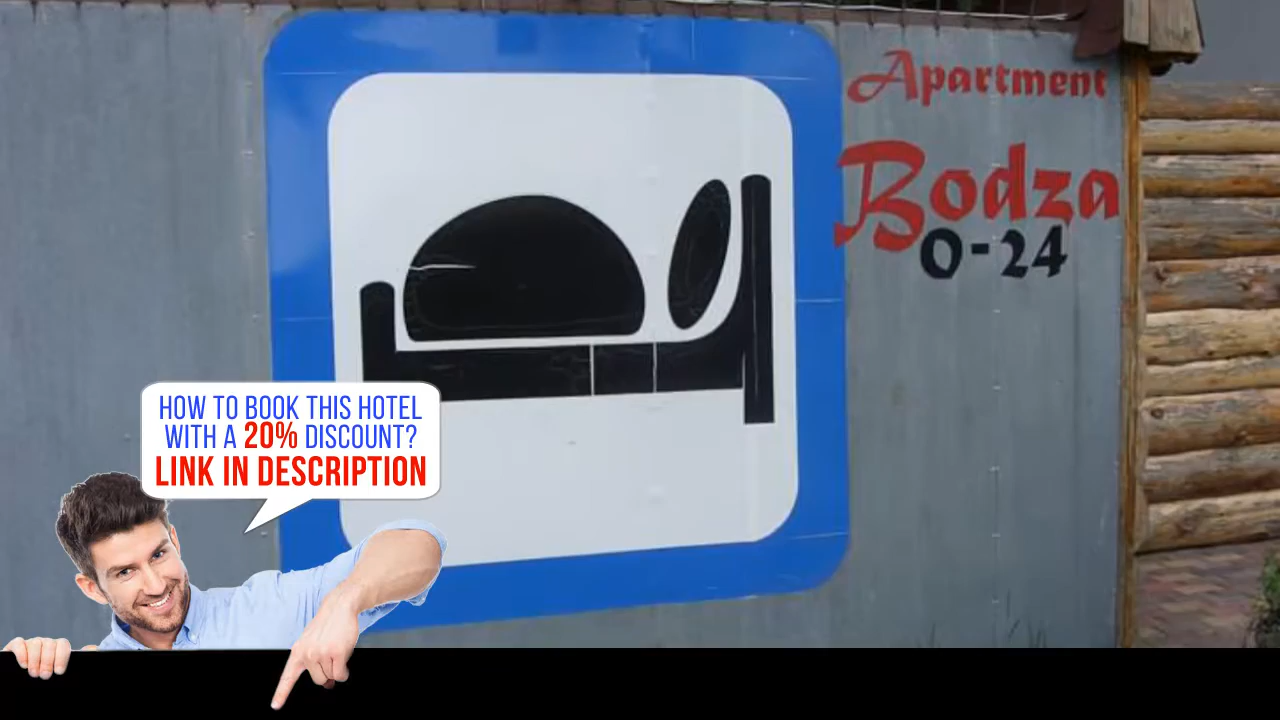 Apartment
Bodza
0-24
HOW TO BOOK THIS HOTEL
WITH A 20% DISCOUNT?
LINK IN DESCRIPTION